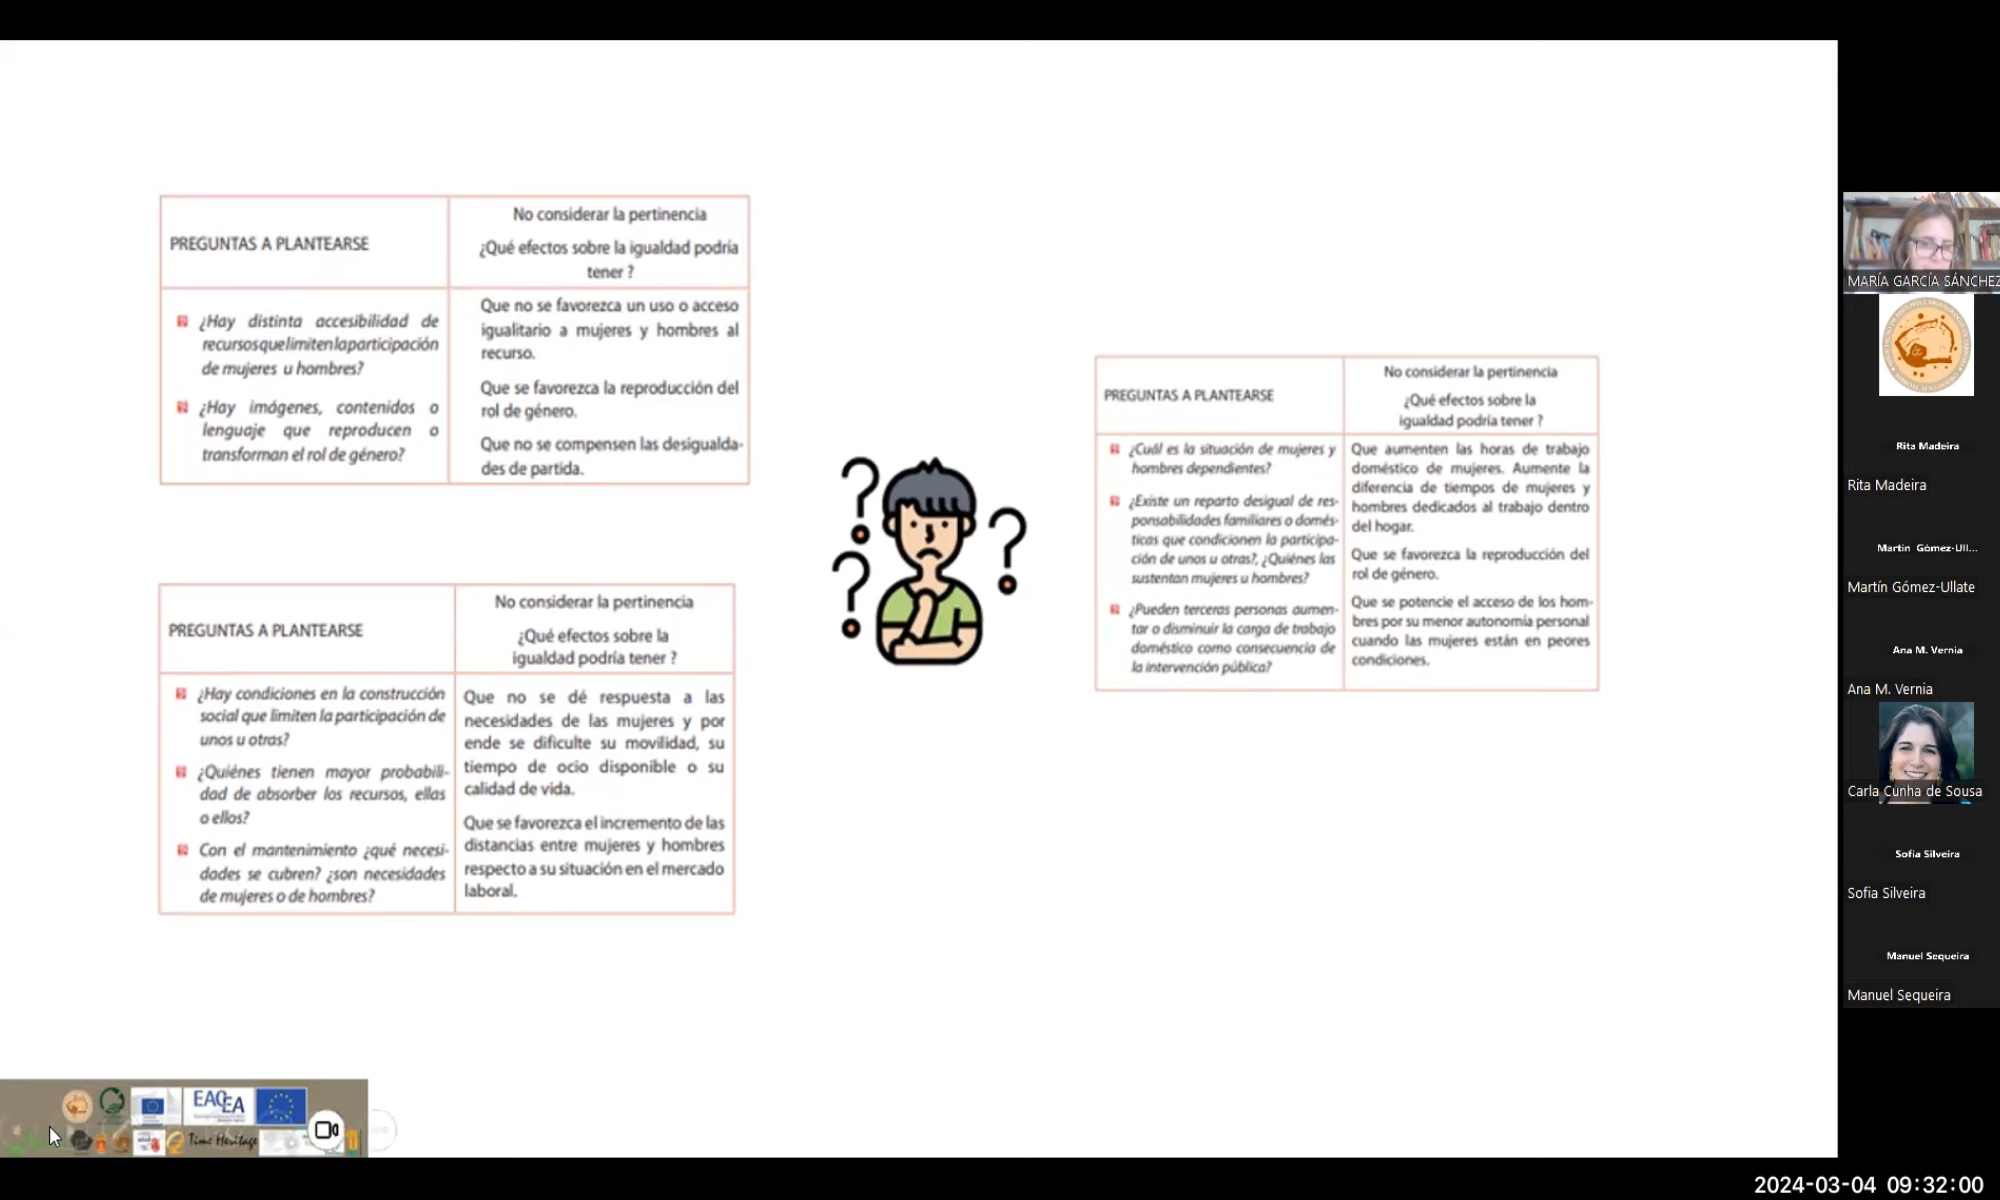 PREGUNTAS A PLANTEARSE
No considerar la pertinencia
¿Qué efectos sobre la igualdad podría
tener ?
¿Hay distinta accesibilidad de
recursos que limiten la participación
de mujeres u hombres?
¿Hay imágenes, contenidos o
lenguaje que reproducen o
transforman el rol de género?
Que no se favorezca un uso o acceso
igualitario a mujeres y hombres al
recurso.
Que se favorezca la reproducción del
rol de género.
Que no se compensen las desigualda-
des de partida.
PREGUNTAS A PLANTEARSE
No considerar la pertinencia
¿Qué efectos sobre la
igualdad podría tener ?
¿Hay condiciones en la construcción
social que limiten la participación de
unos u otras?
¿Quiénes tienen mayor probabili-
dad de absorber los recursos, ellas
o ellos?
Con el mantenimiento ¿qué necesi-
dades se cubren? ¿son necesidades
de mujeres o de hombres?
Que no se dé respuesta a las
necesidades de las mujeres y por
ende se dificulte su movilidad, su
tiempo de ocio disponible o su
calidad de vida.
Que se favorezca el incremento de las
distancias entre mujeres y hombres
respecto a su situación en el mercado
laboral.
PREGUNTAS A PLANTEARSE
No considerar la pertinencia
¿Qué efectos sobre la
igualdad podría tener ?
¿Cuál es la situación de mujeres y
hombres dependientes?
¿Existe un reparto desigual de res-
ponsabilidades familiares o domés-
ticas que condicionen la participa-
ción de unos u otras?, ¿Quiénes las
sustentan mujeres u hombres?
¿Pueden terceras personas aumen-
tar o disminuir la carga de trabajo
doméstico como consecuencia de
la intervención pública?
Que aumenten las horas de trabajo
doméstico de mujeres. Aumente la
diferencia de tiempos de mujeres y
hombres dedicados al trabajo dentro
del hogar.
Que se favorezca la reproducción del
rol de género.
Que se potencie el acceso de los hom-
bres por su menor autonomía personal
cuando las mujeres están en peores
condiciones.
EACEA
Time Heritage
MARÍA GARCÍA SÁNCHEZ
Rita Madeira
Rita Madeira
Martín Gómez-Ull...
Martín Gómez-Ullate
Ana M. Vernia
Ana M. Vernia
Carla Cunha de Sousa
Sofia Silveira
Sofia Silveira
Manuel Sequeira
Manuel Sequeira
2024-03-04 09:32:00